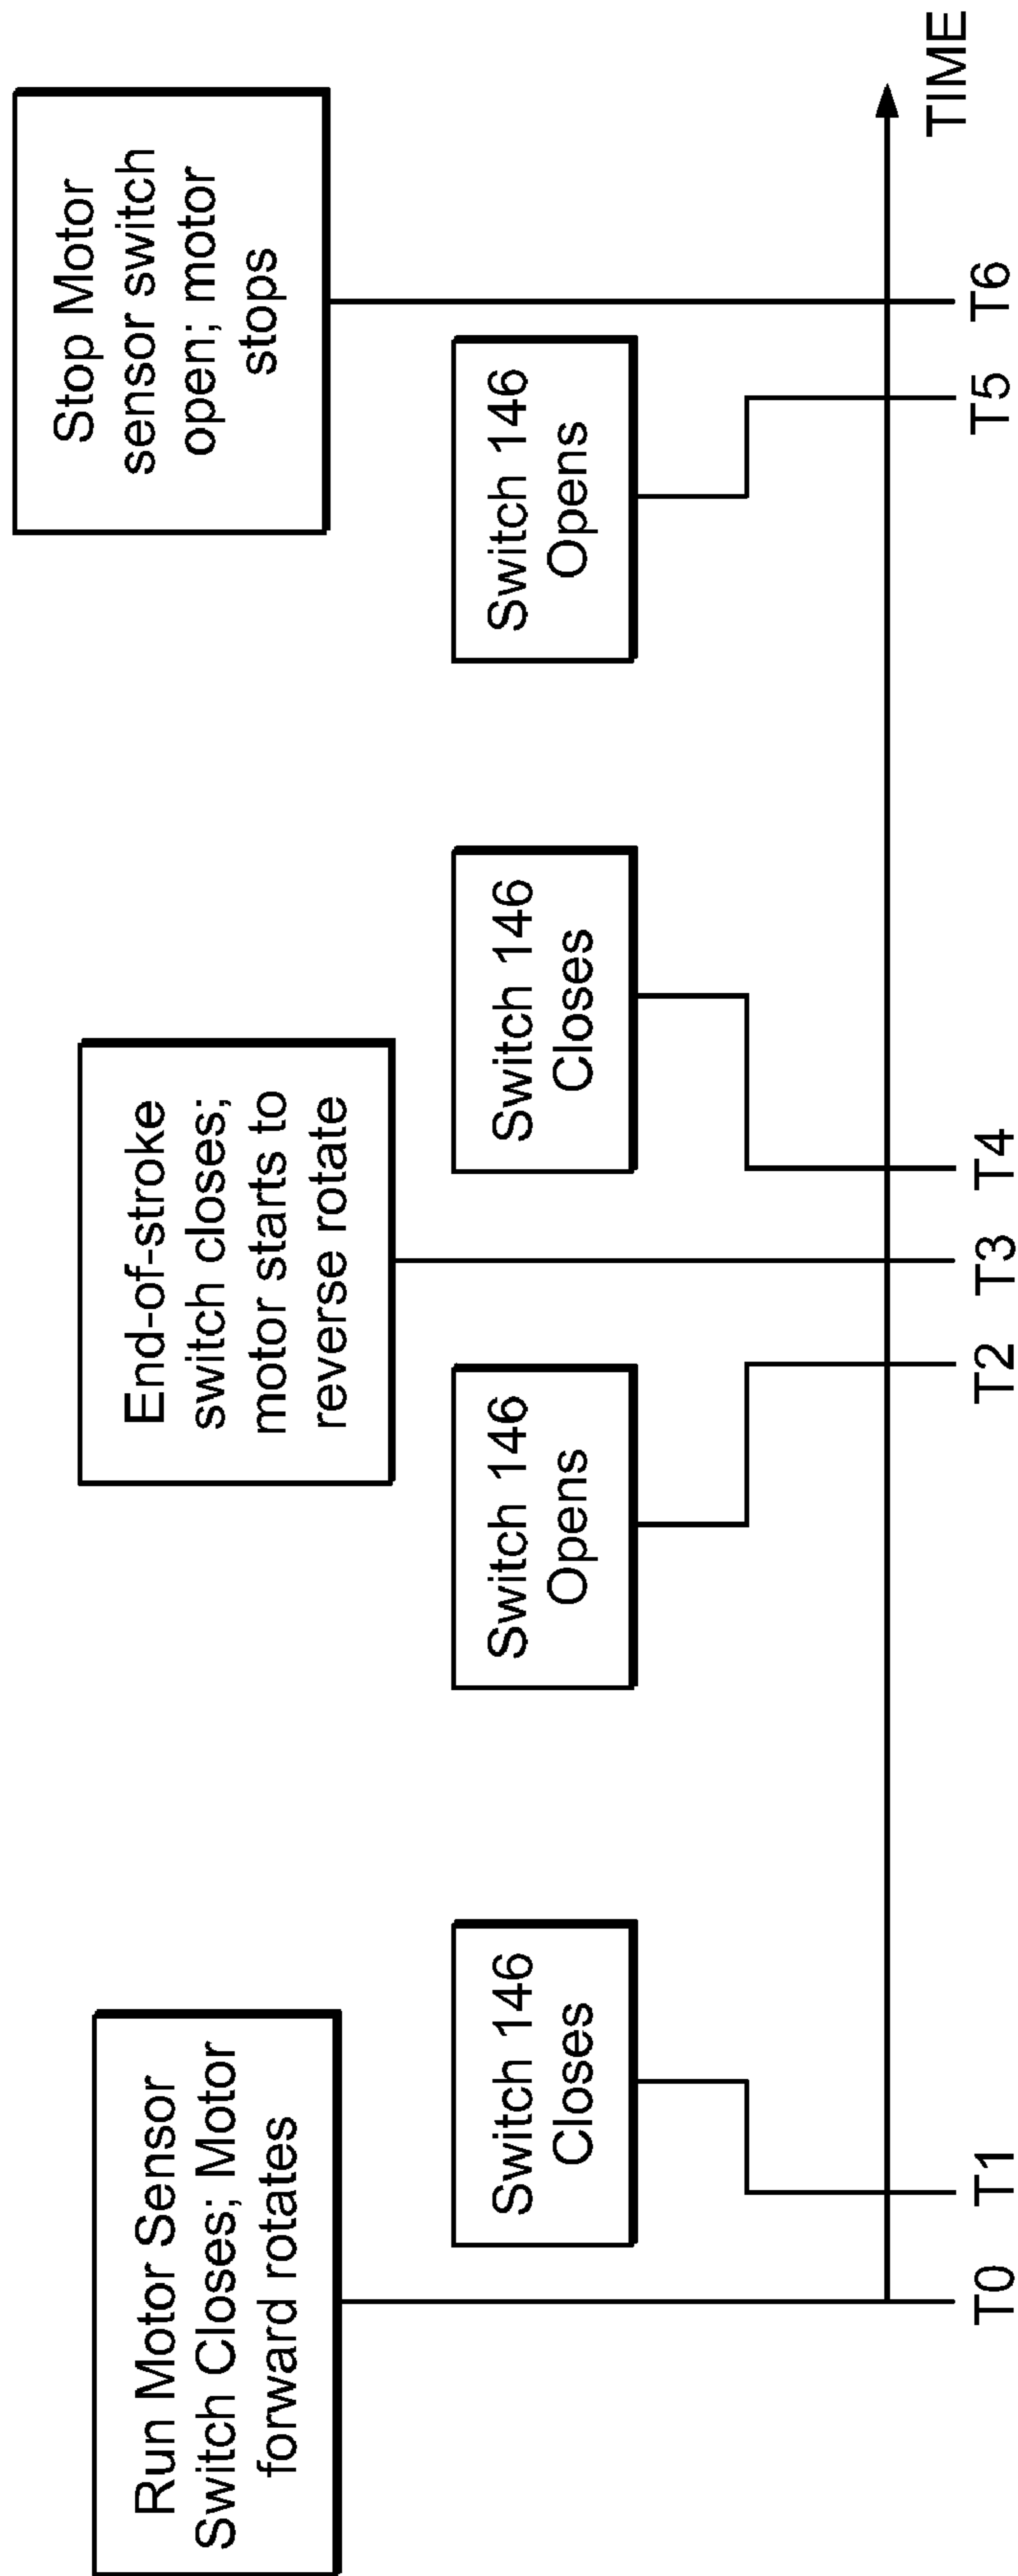 Run Motor Sensor
Switch Closes; Motor
forward rotates
End-of-stroke
switch closes;
motor starts to
reverse rotate
Stop Motor
sensor switch
open; motor
stops
Switch 146
Closes
Switch 146
Opens
Switch 146
Closes
Switch 146
Opens
T0
T1
T2
T3
T4
T5
T6
TIME